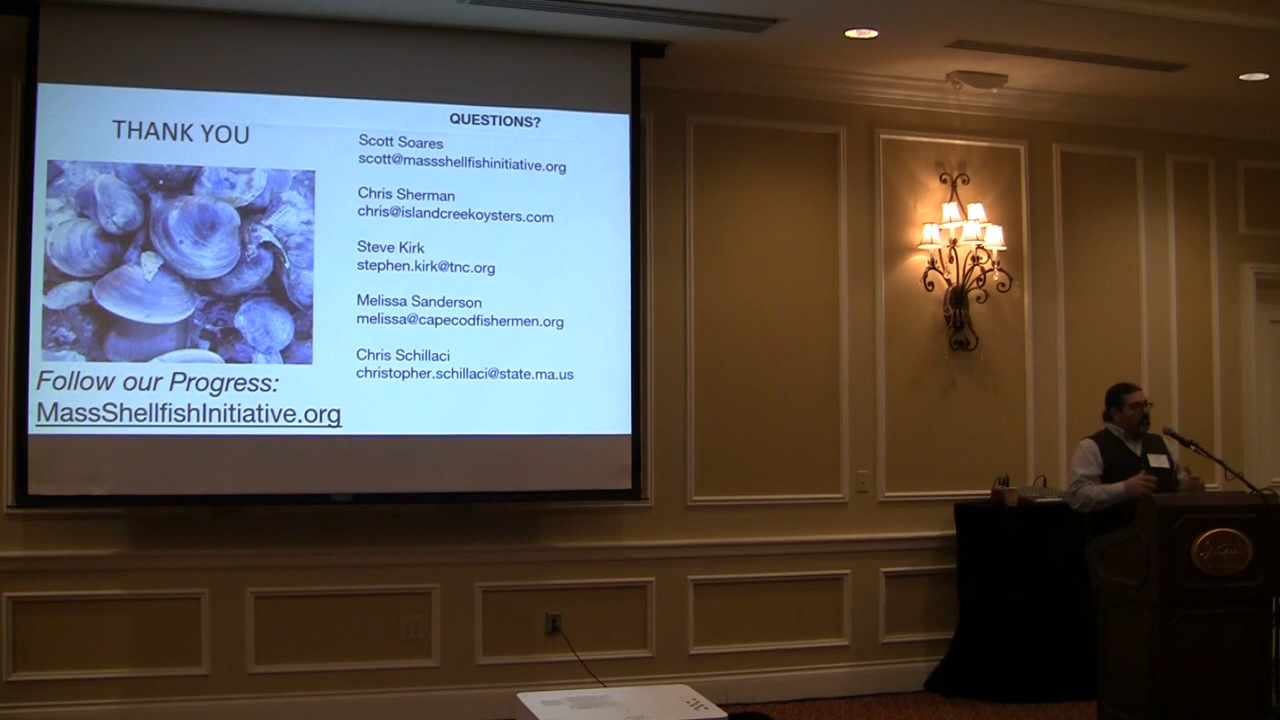 THANK YOU
Follow our Progress:
MassShellfishInitiative.org
QUESTIONS?
Scott Soares
scott@massshellfishinitiative.org
Chris Sherman
chris@islandcreekoysters.com
Steve Kirk
stephen.kirk@tnc.org
Melissa Sanderson
melissa@capecodfishermen.org
Chris Schillaci
christopher.schillaci@state.ma.us